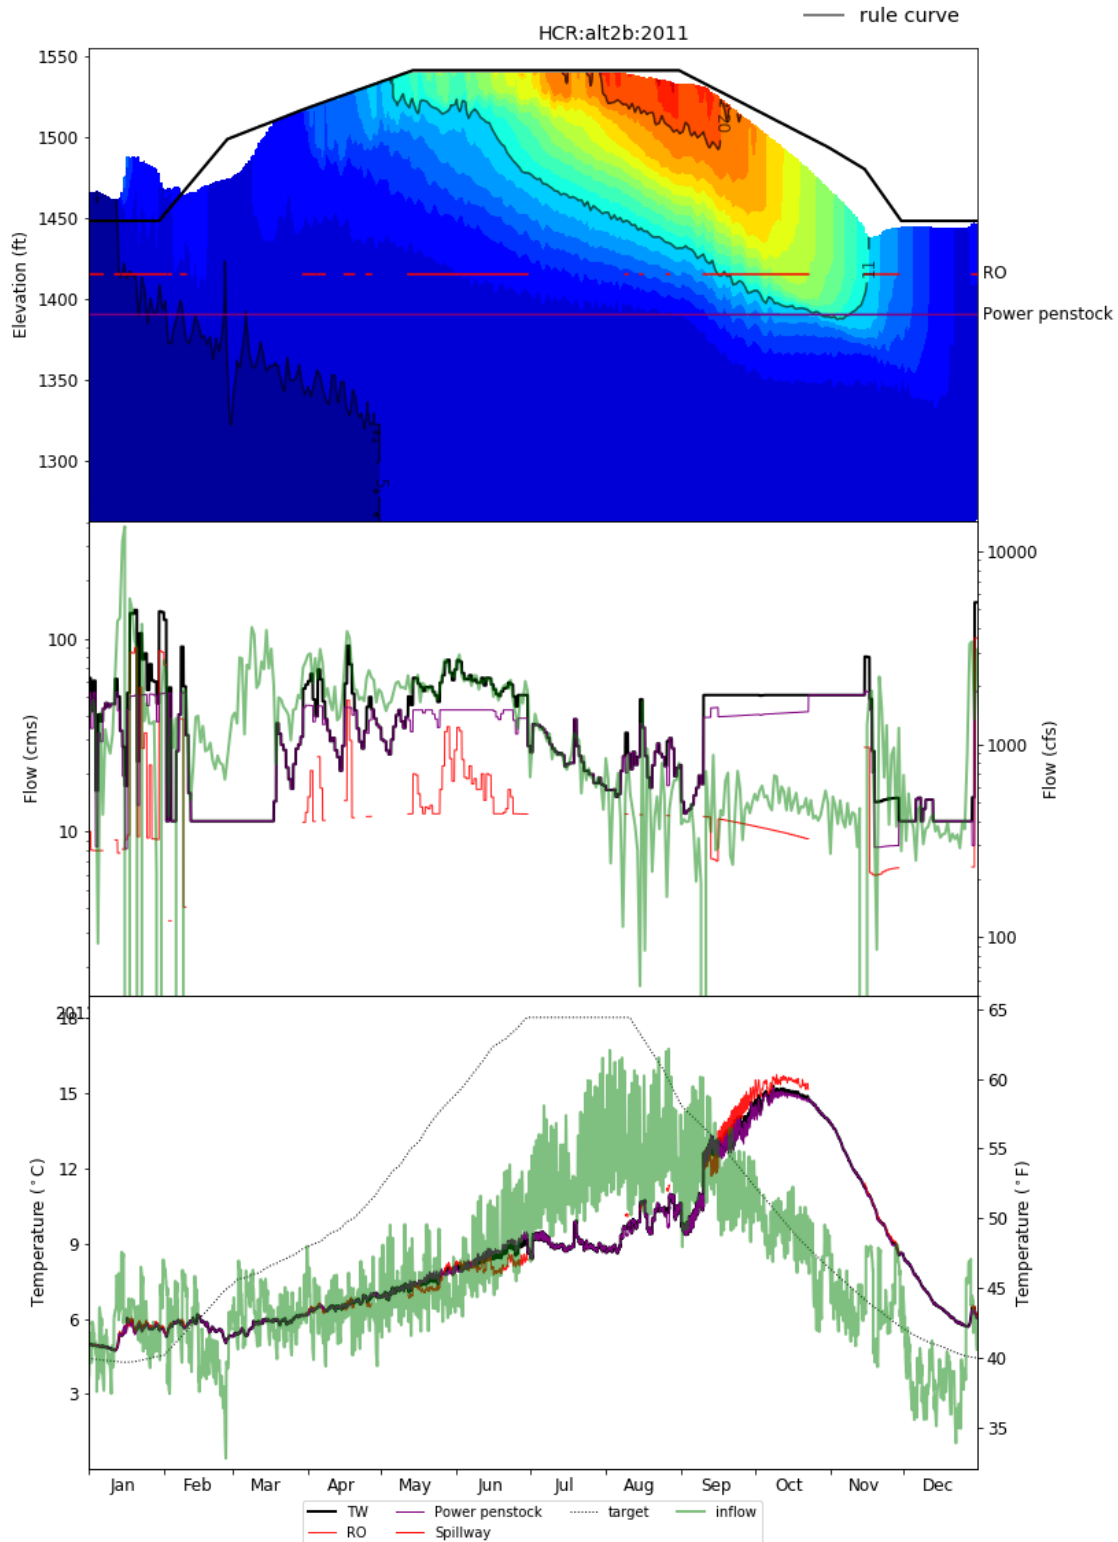 rule curve
HCR:alt2b:2011
1550
1500
1450
1400
1350
1300
Elevation (ft)
20
11
5
RO
Power penstock
100
10
Flow (cms)
10000
1000
100
Flow (cfs)
18
15
12
9
6
3
Temperature (°C)
65
60
55
50
45
40
35
Temperature (°F)
Jan Feb Mar Apr May Jun Jul Aug Sep Oct Nov Dec
TW Power penstock target inflow
RO Spillway